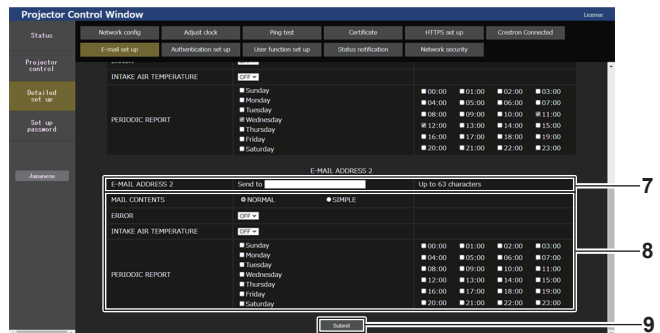 Projector Control Window
License
Status
Network config
Adjust clock
Ping test
Certificate
HTTPS set up
Crestron Connected
E-mail set up
Authentication set up
User function set up
Status notification
Network security
Projector control
Detailed set up
Set up password
Japanese
ERROR OFF
INTAKE AIR TEMPERATURE OFF
PERIODIC REPORT
Sunday
Monday
Tuesday
Wednesday
Thursday
Friday
Saturday
00:00 01:00 02:00 03:00
04:00 05:00 06:00 07:00
08:00 09:00 10:00 11:00
12:00 13:00 14:00 15:00
16:00 17:00 18:00 19:00
20:00 21:00 22:00 23:00
E-MAIL ADDRESS 2
E-MAIL ADDRESS 2 Send to Up to 63 characters
7
MAIL CONTENTS NORMAL SIMPLE
ERROR OFF
INTAKE AIR TEMPERATURE OFF
8
PERIODIC REPORT
Sunday
Monday
Tuesday
Wednesday
Thursday
Friday
Saturday
00:00 01:00 02:00 03:00
04:00 05:00 06:00 07:00
08:00 09:00 10:00 11:00
12:00 13:00 14:00 15:00
16:00 17:00 18:00 19:00
20:00 21:00 22:00 23:00
Submit
9